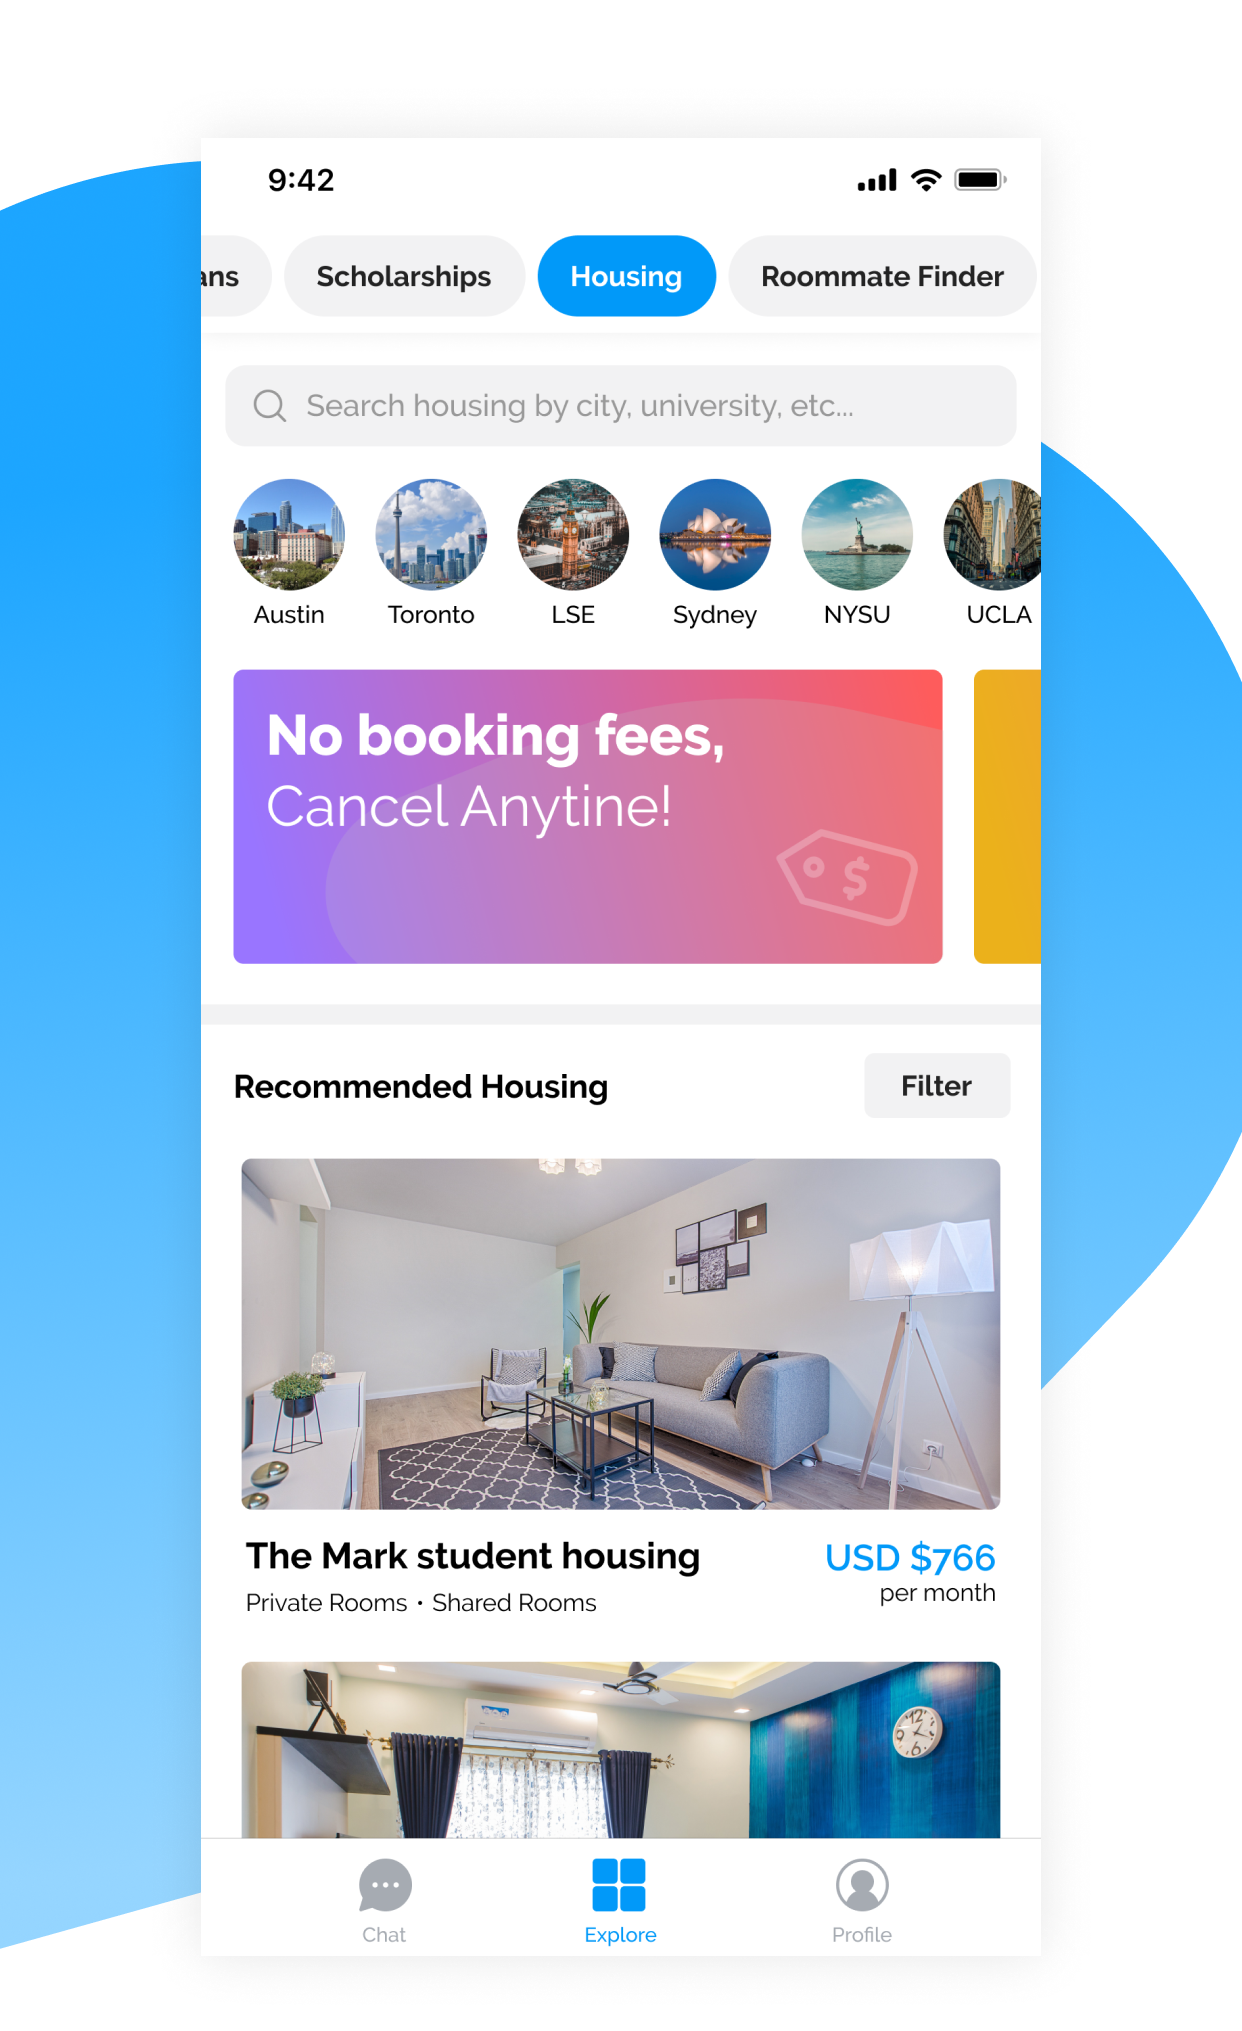 9:42
ans
Scholarships
Housing
Roommate Finder
Search housing by city, university, etc...
Austin
Toronto
LSE
Sydney
NYSU
UCLA
No booking fees,
Cancel Anytine!
$
Recommended Housing
Filter
The Mark student housing
USD $766
Private Rooms • Shared Rooms
per month
12
Chat
Explore
Profile